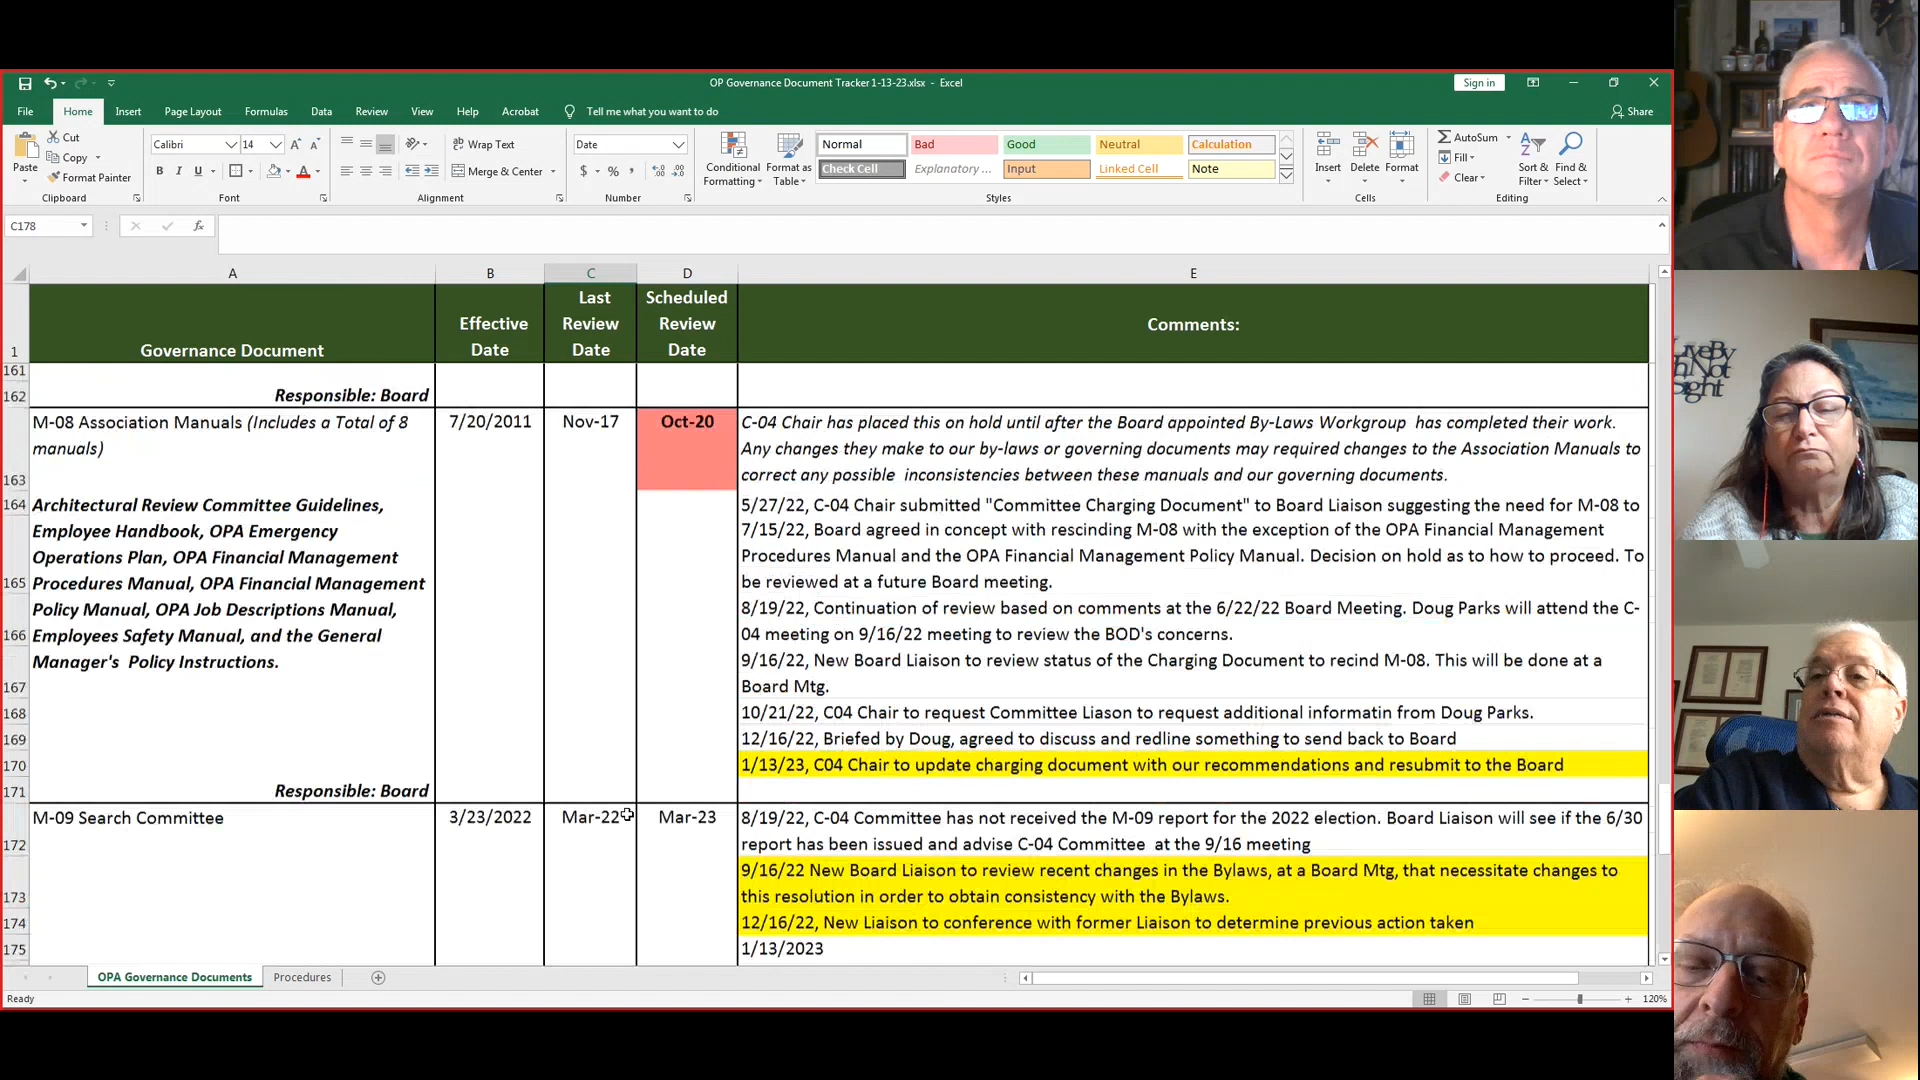 OP Governance Document Tracker 1-13-23.xlsx - Excel
Sign in
File Home Insert Page Layout Formulas Data Review View Help Acrobat Tell me what you want to do
Share
Paste
Cut
Copy
Format Painter
Clipboard
Calibri 14
B I U
Font
Wrap Text
Merge & Center
Alignment
Date
$ % ,
Number
Conditional Formatting
Format as Table
Normal Bad Good Neutral Calculation
Check Cell Explanatory ... Input Linked Cell Note
Styles
Insert Delete Format
Cells
AutoSum
Fill
Clear
Sort & Filter
Find & Select
Editing
C178
fx
A B C D E
1
Governance Document
Effective Date
Last Review Date
Scheduled Review Date
Comments:
161
162
Responsible: Board
M-08 Association Manuals (Includes a Total of 8
manuals)
7/20/2011 Nov-17 Oct-20
C-04 Chair has placed this on hold until after the Board appointed By-Laws Workgroup has completed their work.
Any changes they make to our by-laws or governing documents may required changes to the Association Manuals to
correct any possible inconsistencies between these manuals and our governing documents.
163
164
Architectural Review Committee Guidelines,
Employee Handbook, OPA Emergency
Operations Plan, OPA Financial Management
Procedures Manual, OPA Financial Management
Policy Manual, OPA Job Descriptions Manual,
Employees Safety Manual, and the General
Manager's Policy Instructions.
5/27/22, C-04 Chair submitted "Committee Charging Document" to Board Liaison suggesting the need for M-08 to
7/15/22, Board agreed in concept with rescinding M-08 with the exception of the OPA Financial Management
Procedures Manual and the OPA Financial Management Policy Manual. Decision on hold as to how to proceed. To
be reviewed at a future Board meeting.
165
8/19/22, Continuation of review based on comments at the 6/22/22 Board Meeting. Doug Parks will attend the C-
04 meeting on 9/16/22 meeting to review the BOD's concerns.
166
9/16/22, New Board Liaison to review status of the Charging Document to recind M-08. This will be done at a
Board Mtg.
167
10/21/22, C04 Chair to request Committee Liason to request additional informatin from Doug Parks.
168
12/16/22, Briefed by Doug, agreed to discuss and redline something to send back to Board
169
1/13/23, C04 Chair to update charging document with our recommendations and resubmit to the Board
170
Responsible: Board
171
M-09 Search Committee 3/23/2022 Mar-22 Mar-23
8/19/22, C-04 Committee has not received the M-09 report for the 2022 election. Board Liaison will see if the 6/30
report has been issued and advise C-04 Committee at the 9/16 meeting
172
9/16/22 New Board Liaison to review recent changes in the Bylaws, at a Board Mtg, that necessitate changes to
this resolution in order to obtain consistency with the Bylaws.
173
12/16/22, New Liaison to conference with former Liaison to determine previous action taken
174
1/13/2023
175
OPA Governance Documents Procedures
Ready
120%